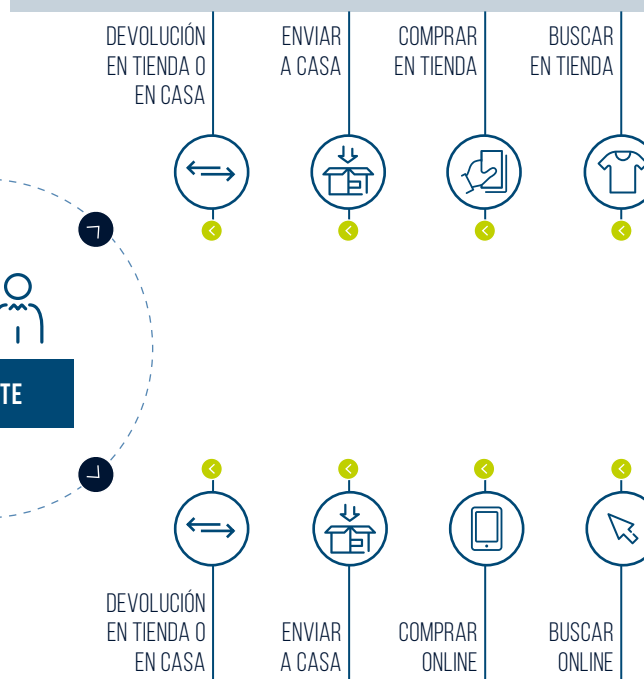 DEVOLUCIÓN
EN TIENDA O
EN CASA
ENVIAR
A CASA
COMPRAR
EN TIENDA
BUSCAR
EN TIENDA
TE
DEVOLUCIÓN
EN TIENDA O
EN CASA
ENVIAR
A CASA
COMPRAR
ONLINE
BUSCAR
ONLINE